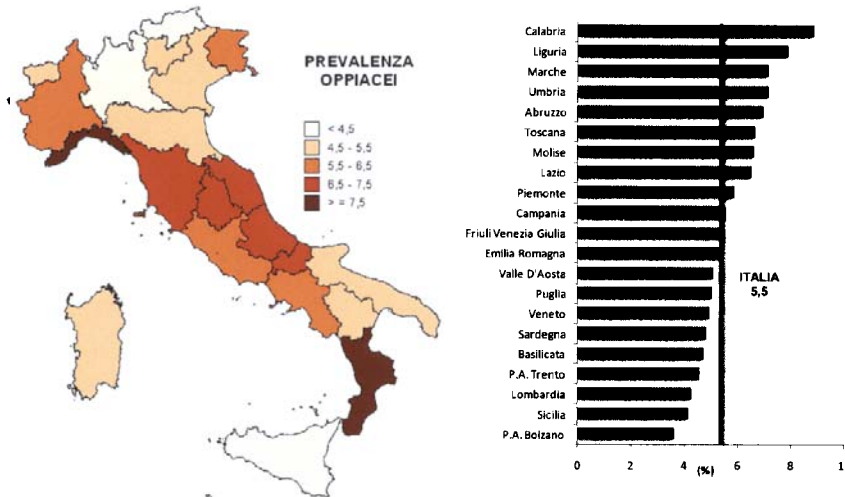 PREVALENZA
OPPIACEI
< 4,5
4,5 - 5,5
5,5 - 6,5
6,5 - 7,5
> = 7,5
Calabria
Liguria
Marche
Umbria
Abruzzo
Toscana
Molise
Lazio
Piemonte
Campania
Friuli Venezia Giulia
Emilia Romagna
Valle D'Aosta
Puglia
Veneto
Sardegna
Basilicata
P.A. Trento
Lombardia
Sicilia
P.A. Bolzano
ITALIA
5,5
0 2 4 (%) 6 8 1